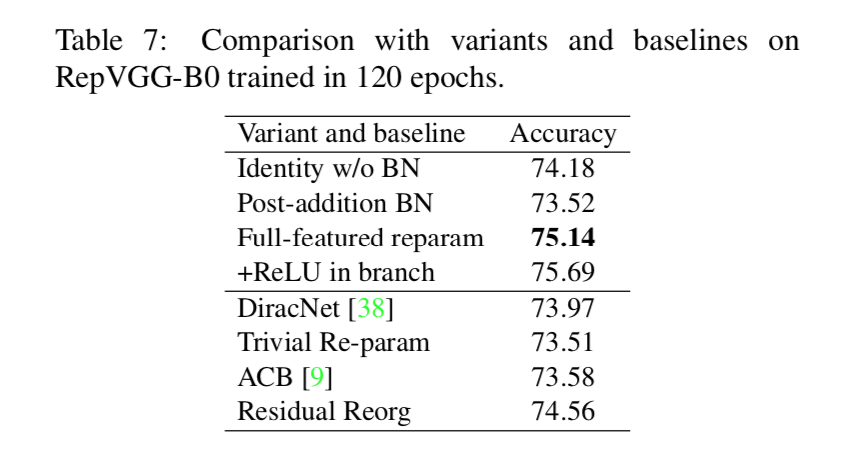 Table 7: Comparison with variants and baselines on
RepVGG-B0 trained in 120 epochs.
Variant and baseline Accuracy
Identity w/o BN 74.18
Post-addition BN 73.52
Full-featured reparam 75.14
+ReLU in branch 75.69
DiracNet [38] 73.97
Trivial Re-param 73.51
ACB [9] 73.58
Residual Reorg 74.56